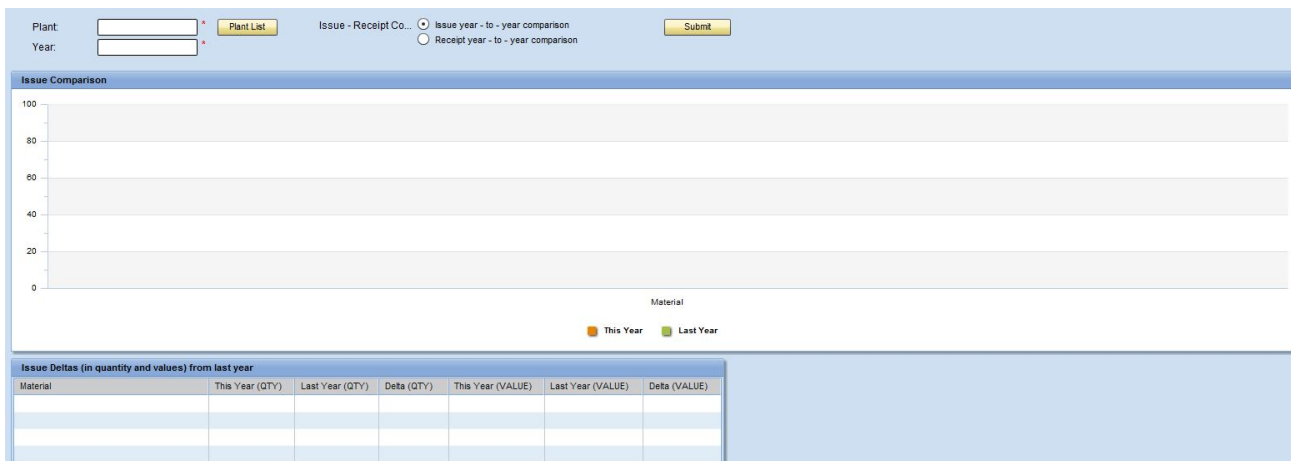 Plant: * Plant List Issue - Receipt Co... Issue year - to - year comparison Submit
Year: * Receipt year - to - year comparison
Issue Comparison
100
80
60
40
20
0
Material
This Year Last Year
Issue Deltas (in quantity and values) from last year
Material This Year (QTY) Last Year (QTY) Delta (QTY) This Year (VALUE) Last Year (VALUE) Delta (VALUE)